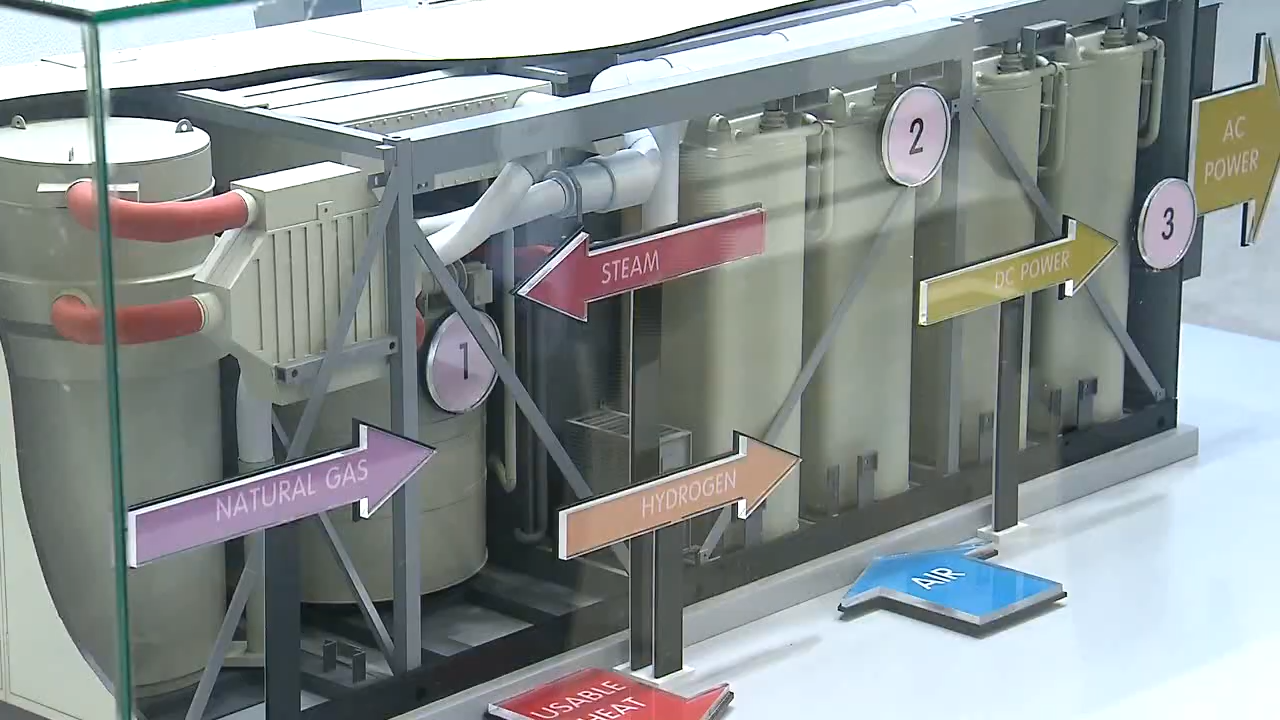 2
AC
POWER
3
STEAM
DC POWER
1
NATURAL GAS
HYDROGEN
AIR
USABLE
HEAT